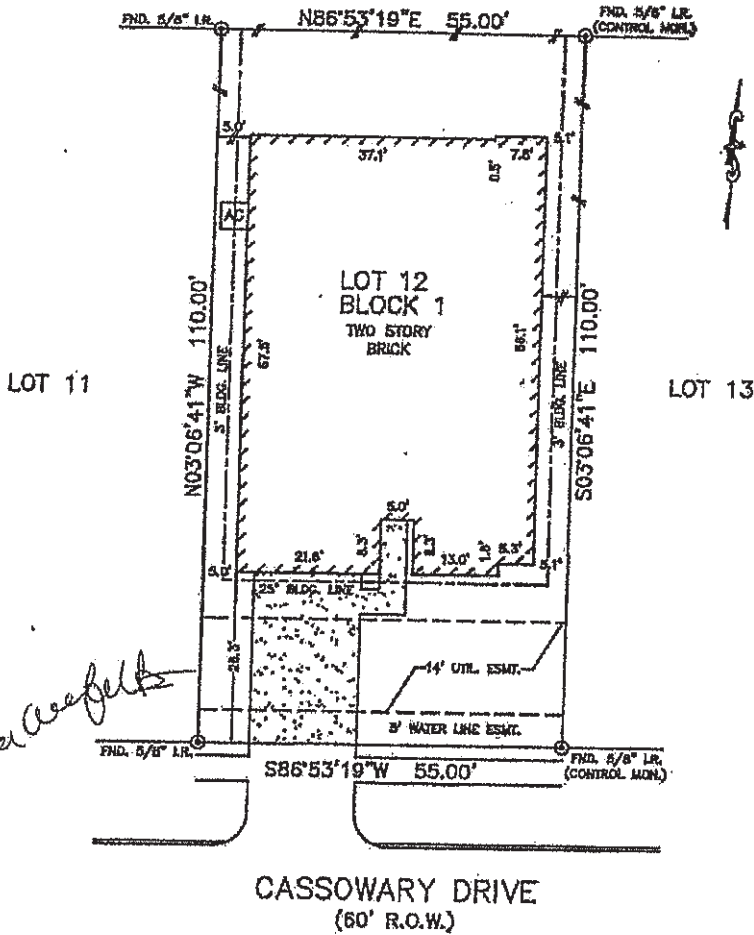 FND. 5/8" I.R.
N86°53'19"E 55.00'
FND. 5/8" I.R.
(CONTROL MON.)
5.0'
37.1'
7.8'
0.5'
5.1'
AC
LOT 12
BLOCK 1
TWO STORY
BRICK
LOT 11
LOT 13
N03°06'41"W 110.00'
BLDG. LINE
67.5'
S03°06'41"E 110.00'
3' BLDG. LINE
5.0'
21.6'
13.0'
1.5'
5.0'
5.1'
25' BLDG. LINE
14' UTIL. ESMT.
WATER LINE ESMT.
FND. 5/8" I.R.
S86°53'19"W 55.00'
FND. 5/8" I.R.
(CONTROL MON.)
CASSOWARY DRIVE
(60' R.O.W.)